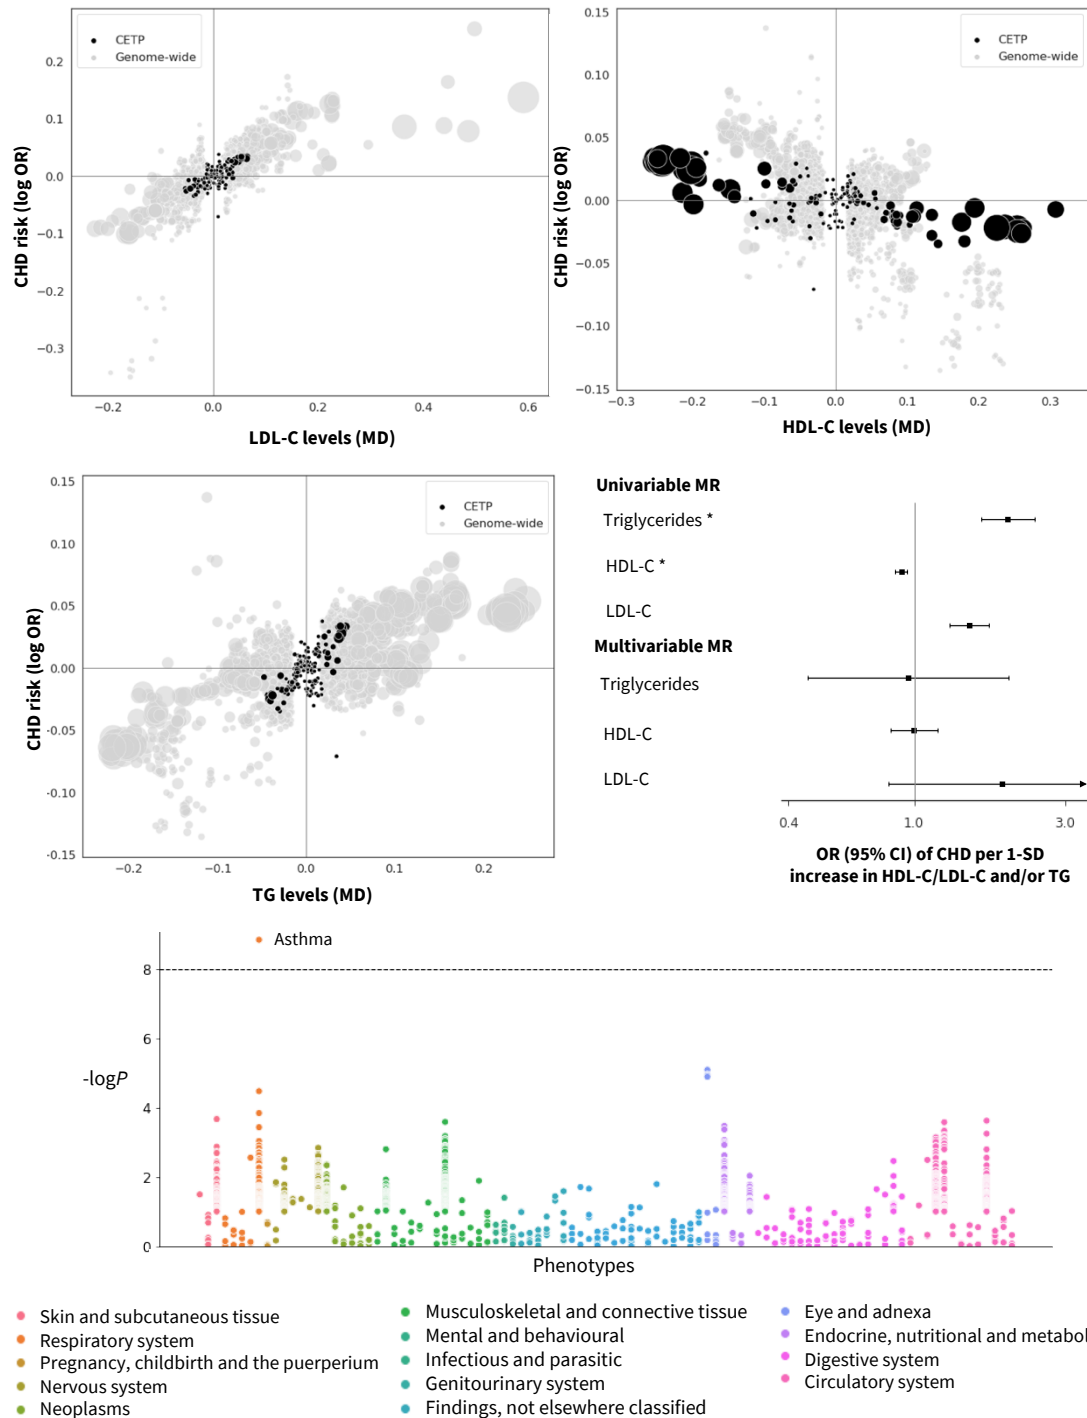 CETP
Genome-wide
0.2
0.1
0.0
−0.1
−0.2
−0.3
CHD risk (log OR)
−0.2
0.0
0.2
0.4
0.6
LDL-C levels (MD)
CETP
Genome-wide
0.15
0.10
0.05
0.00
−0.05
−0.10
−0.15
CHD risk (log OR)
−0.3
−0.2
−0.1
0.0
0.1
0.2
0.3
HDL-C levels (MD)
CETP
Genome-wide
0.15
0.10
0.05
0.00
−0.05
−0.10
−0.15
CHD risk (log OR)
−0.2
−0.1
0.0
0.1
0.2
TG levels (MD)
Univariable MR
Triglycerides *
HDL-C *
LDL-C
Multivariable MR
Triglycerides
HDL-C
LDL-C
0.4
1.0
3.0
OR (95% CI) of CHD per 1-SD
increase in HDL-C/LDL-C and/or TG
Asthma
8
6
4
2
0
-logP
Phenotypes
Skin and subcutaneous tissue
Respiratory system
Pregnancy, childbirth and the puerperium
Nervous system
Neoplasms
Musculoskeletal and connective tissue
Mental and behavioural
Infectious and parasitic
Genitourinary system
Findings, not elsewhere classified
Eye and adnexa
Endocrine, nutritional and metabol
Digestive system
Circulatory system